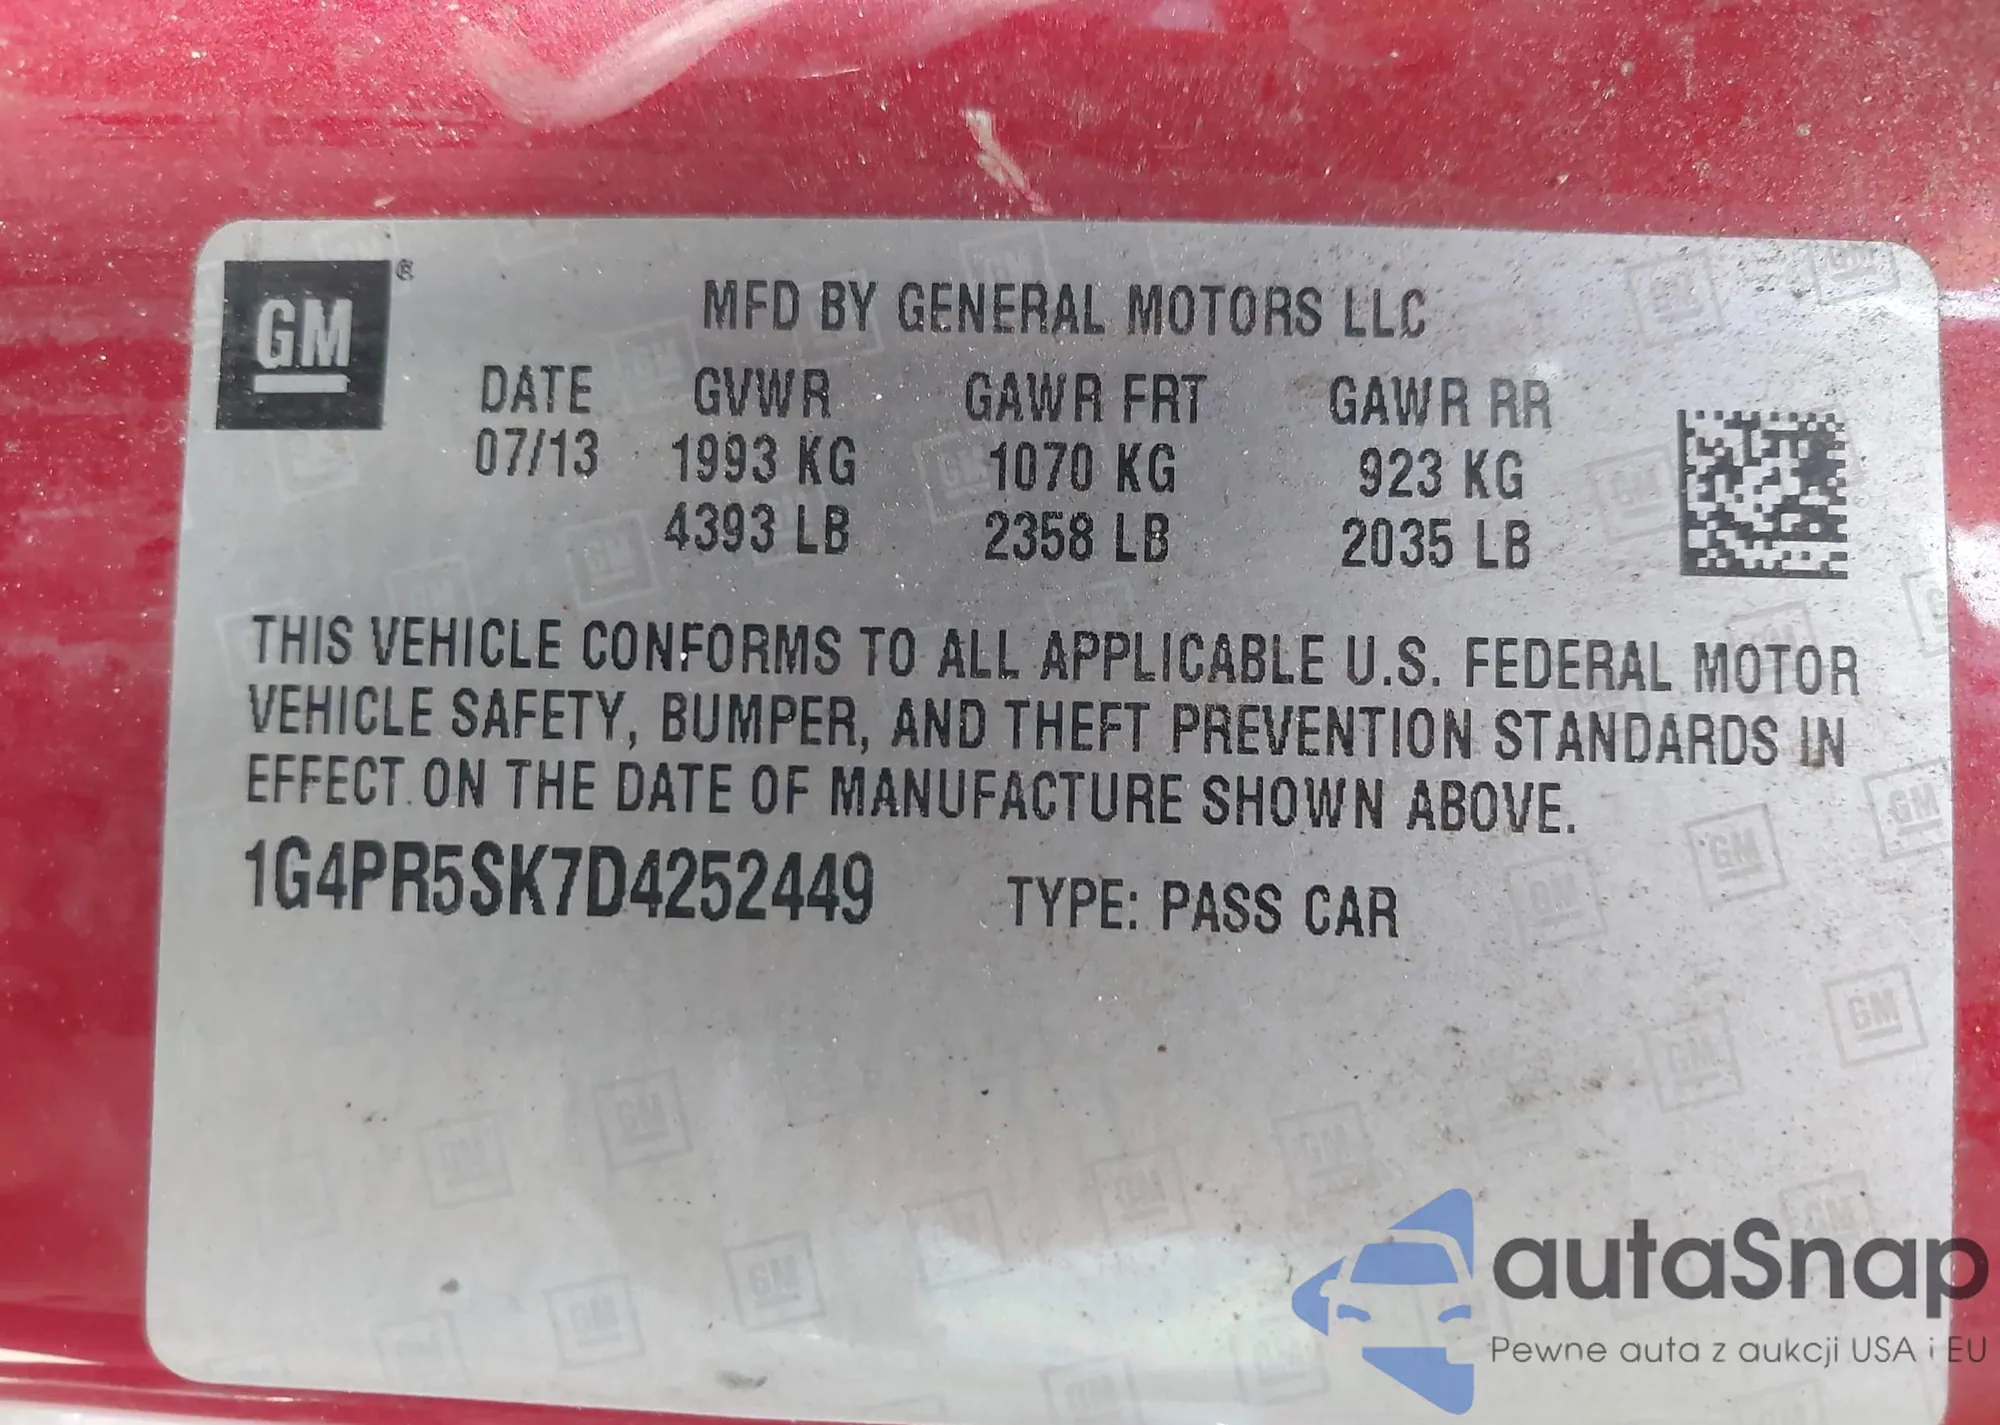 GM ®
MFD BY GENERAL MOTORS LLC
DATE GVWR GAWR FRT GAWR RR
07/13 1993 KG 1070 KG 923 KG
4393 LB 2358 LB 2035 LB
THIS VEHICLE CONFORMS TO ALL APPLICABLE U.S. FEDERAL MOTOR
VEHICLE SAFETY, BUMPER, AND THEFT PREVENTION STANDARDS IN
EFFECT ON THE DATE OF MANUFACTURE SHOWN ABOVE.
1G4PR5SK7D4252449 TYPE: PASS CAR
autaSnap
Pewne auta z aukcji USA i EU